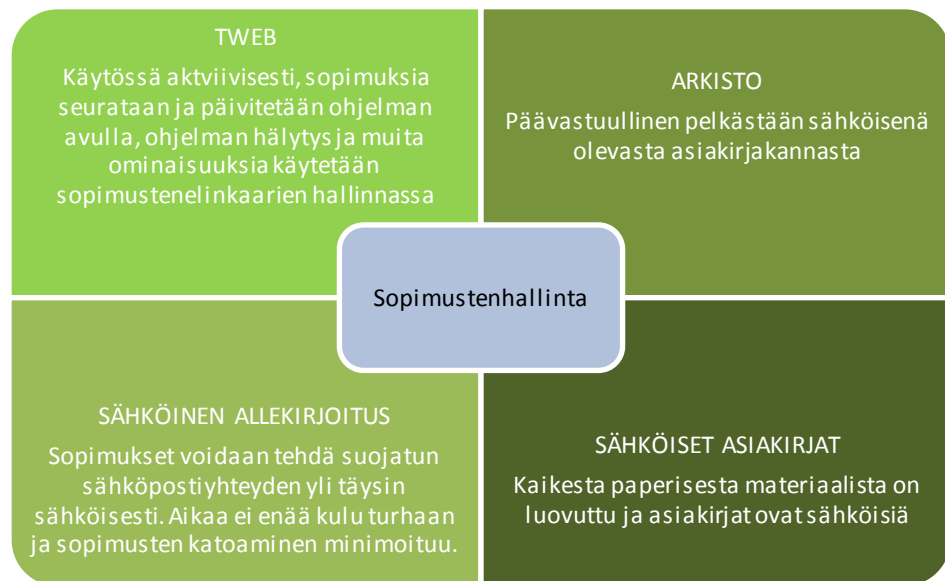 TWEB
Käytössä aktviivisesti, sopimuksia
seurataan ja päivitetään ohjelman
avulla, ohjelman hälytys ja muita
ominaisuuksia käytetään
sopimustenelinkaarien hallinnassa
ARKISTO
Päävastuullinen pelkästään sähköisenä
olevasta asiakirjakannasta
Sopimustenhallinta
SÄHKÖINEN ALLEKIRJOITUS
Sopimukset voidaan tehdä suojatun
sähköpostiyhteyden yli täysin
sähköisesti. Aikaa ei enää kulu turhaan
ja sopimusten katoaminen minimoituu.
SÄHKÖISET ASIAKIRJAT
Kaikesta paperisesta materiaalista on
luovuttu ja asiakirjat ovat sähköisiä